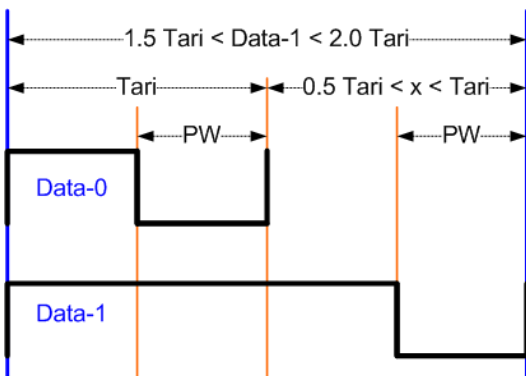 1.5 Tari < Data-1 < 2.0 Tari
Tari
0.5 Tari < x < Tari
PW
PW
Data-0
Data-1